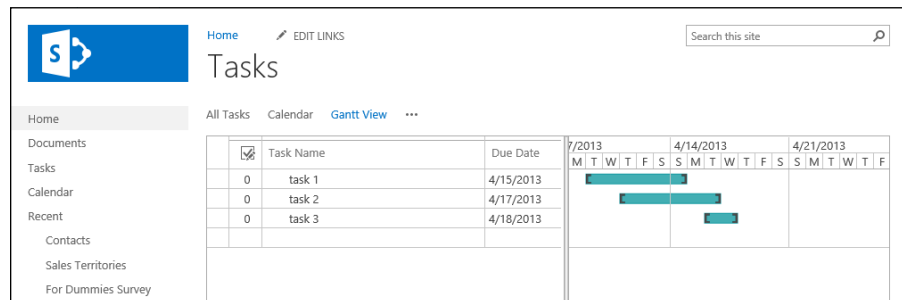 S
Home EDIT LINKS
Search this site
Tasks
All Tasks Calendar Gantt View •••
Home
Documents
Tasks
Calendar
Recent
Contacts
Sales Territories
For Dummies Survey
Task Name Due Date
7/2013 4/14/2013 4/21/2013
M T W T F S S M T W T F S S M T W T F
0 task 1 4/15/2013
0 task 2 4/17/2013
0 task 3 4/18/2013